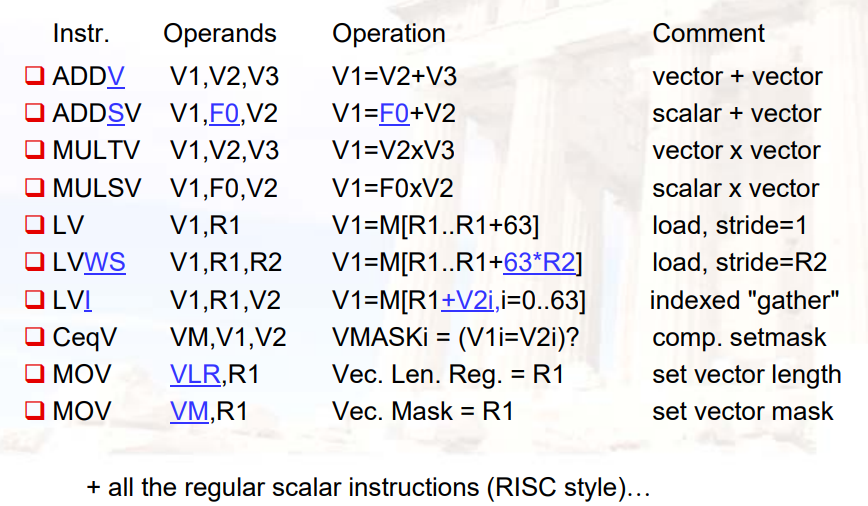 Instr. Operands Operation Comment
ADDV V1,V2,V3 V1=V2+V3 vector + vector
ADDSV V1,F0,V2 V1=F0+V2 scalar + vector
MULTV V1,V2,V3 V1=V2xV3 vector x vector
MULSV V1,F0,V2 V1=F0xV2 scalar x vector
LV V1,R1 V1=M[R1..R1+63] load, stride=1
LVWS V1,R1,R2 V1=M[R1..R1+63*R2] load, stride=R2
LVI V1,R1,V2 V1=M[R1+V2i,i=0..63] indexed "gather"
CeqV VM,V1,V2 VMASKi = (V1i=V2i)? comp. setmask
MOV VLR,R1 Vec. Len. Reg. = R1 set vector length
MOV VM,R1 Vec. Mask = R1 set vector mask
+ all the regular scalar instructions (RISC style)…